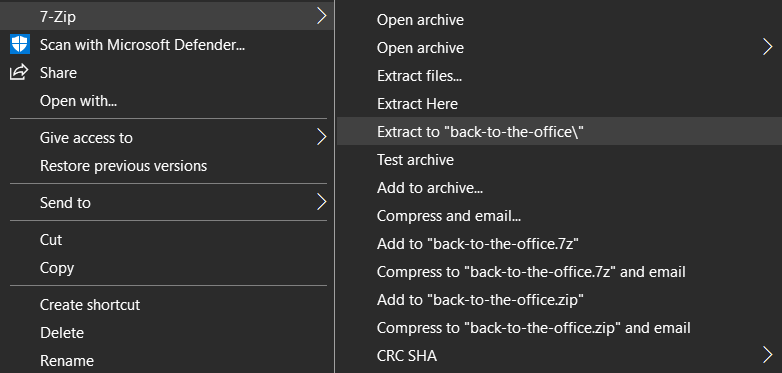 7-Zip
Scan with Microsoft Defender...
Share
Open with...
Give access to
Restore previous versions
Send to
Cut
Copy
Create shortcut
Delete
Rename
Open archive
Open archive
Extract files...
Extract Here
Extract to "back-to-the-office\"
Test archive
Add to archive...
Compress and email...
Add to "back-to-the-office.7z"
Compress to "back-to-the-office.7z" and email
Add to "back-to-the-office.zip"
Compress to "back-to-the-office.zip" and email
CRC SHA